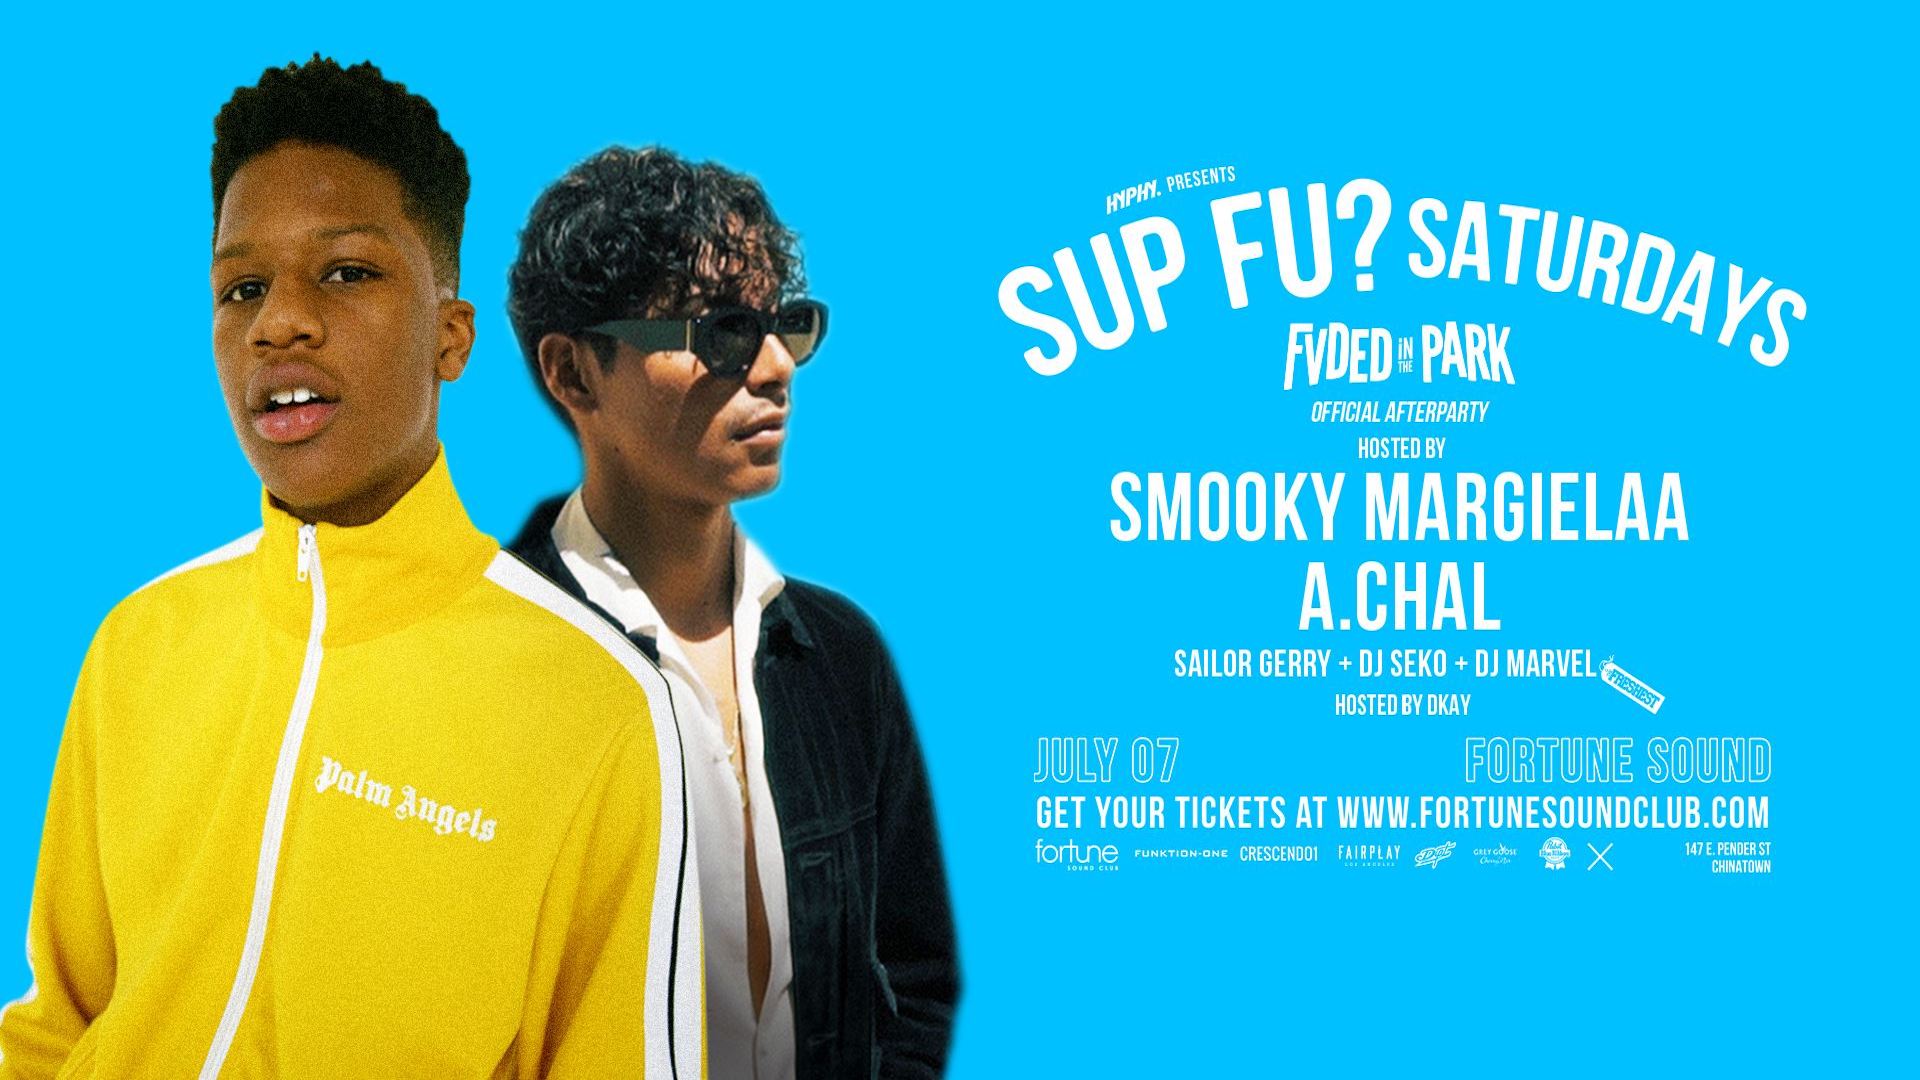 HNPHN. PRESENTS
SUP FU? SATURDAYS
FVDED IN THE PARK
OFFICIAL AFTERPARTY
HOSTED BY
SMOOKY MARGIELAA
A.CHAL
SAILOR GERRY + DJ SEKO + DJ MARVEL
FRESHEST
HOSTED BY DKAY
JULY 07 FORTUNE SOUND
GET YOUR TICKETS AT WWW.FORTUNESOUNDCLUB.COM
fortune SOUND CLUB FUNKTION-ONE CRESCENDO1 FAIRPLAY LOS ANGELES GREY GOOSE
147 E. PENDER ST
CHINATOWN
Palm Angels